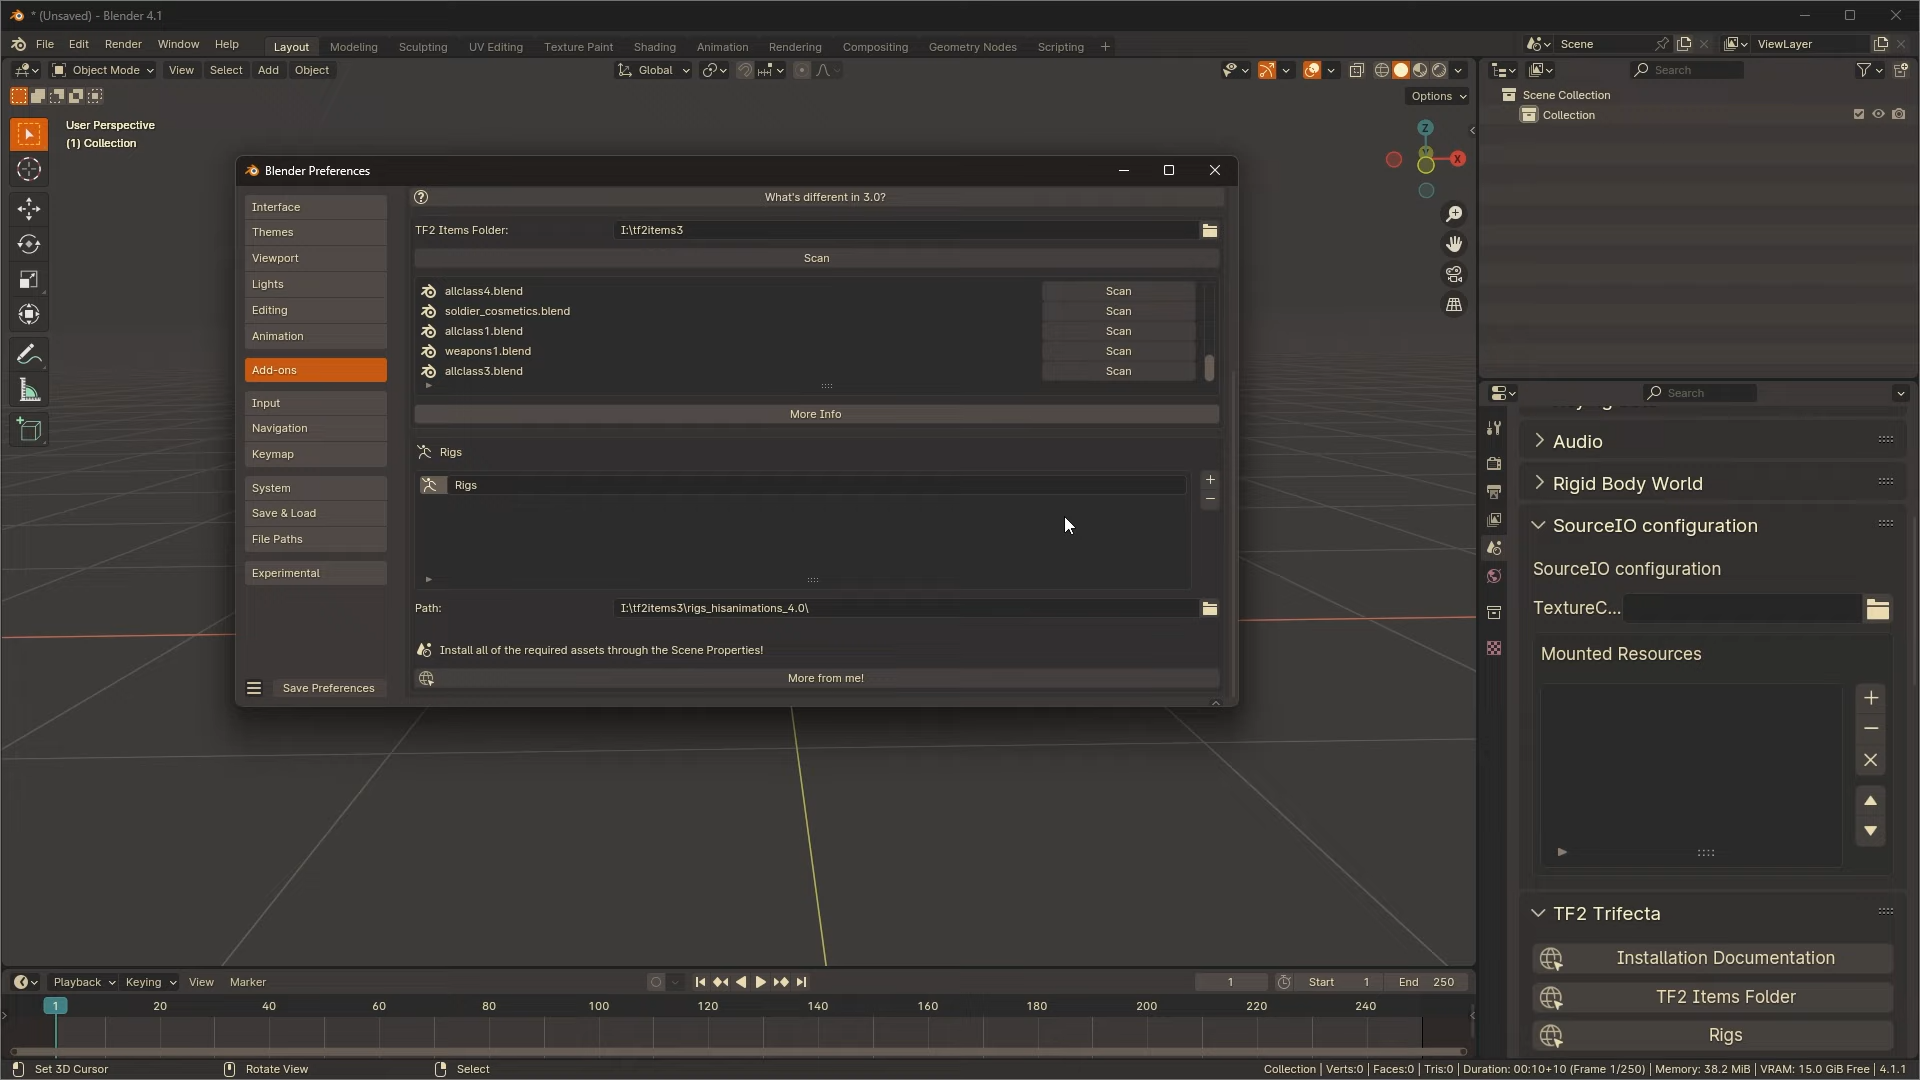 * (Unsaved) - Blender 4.1
File Edit Render Window Help Layout Modeling Sculpting UV Editing Texture Paint Shading Animation Rendering Compositing Geometry Nodes Scripting + Scene ViewLayer
Object Mode View Select Add Object Global Search
Options
User Perspective
(1) Collection
Z
X
Scene Collection
Collection
Blender Preferences
Interface
Themes
Viewport
Lights
Editing
Animation
Add-ons
Input
Navigation
Keymap
System
Save & Load
File Paths
Experimental
Save Preferences
What's different in 3.0?
TF2 Items Folder: I:\tf2items3
Scan
allclass4.blend Scan
soldier_cosmetics.blend Scan
allclass1.blend Scan
weapons1.blend Scan
allclass3.blend Scan
More Info
Rigs
Rigs
Path: I:\tf2items3\rigs_hisanimations_4.0\
Install all of the required assets through the Scene Properties!
More from me!
Search
Audio
Rigid Body World
SourceIO configuration
SourceIO configuration
TextureC...
Mounted Resources
TF2 Trifecta
Installation Documentation
TF2 Items Folder
Rigs
Playback Keying View Marker 1 Start 1 End 250
1 20 40 60 80 100 120 140 160 180 200 220 240
Set 3D Cursor Rotate View Select Collection | Verts:0 | Faces:0 | Tris:0 | Duration: 00:10+10 (Frame 1/250) | Memory: 38.2 MiB | VRAM: 15.0 GiB Free | 4.1.1